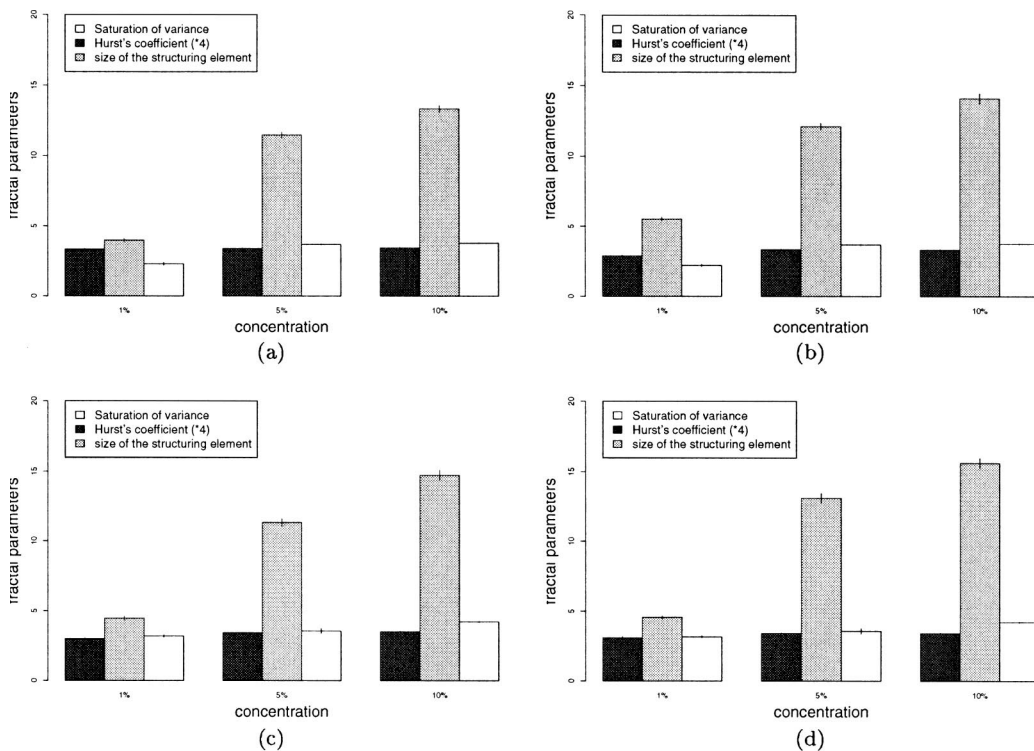 fractal parameters
20
15
10
5
0
Saturation of variance
Hurst's coefficient (*4)
size of the structuring element
1%
5%
10%
concentration
(a)
fractal parameters
20
15
10
5
0
Saturation of variance
Hurst's coefficient (*4)
size of the structuring element
1%
5%
10%
concentration
(b)
fractal parameters
20
15
10
5
0
Saturation of variance
Hurst's coefficient (*4)
size of the structuring element
1%
5%
10%
concentration
(c)
fractal parameters
20
15
10
5
0
Saturation of variance
Hurst's coefficient (*4)
size of the structuring element
1%
5%
10%
concentration
(d)